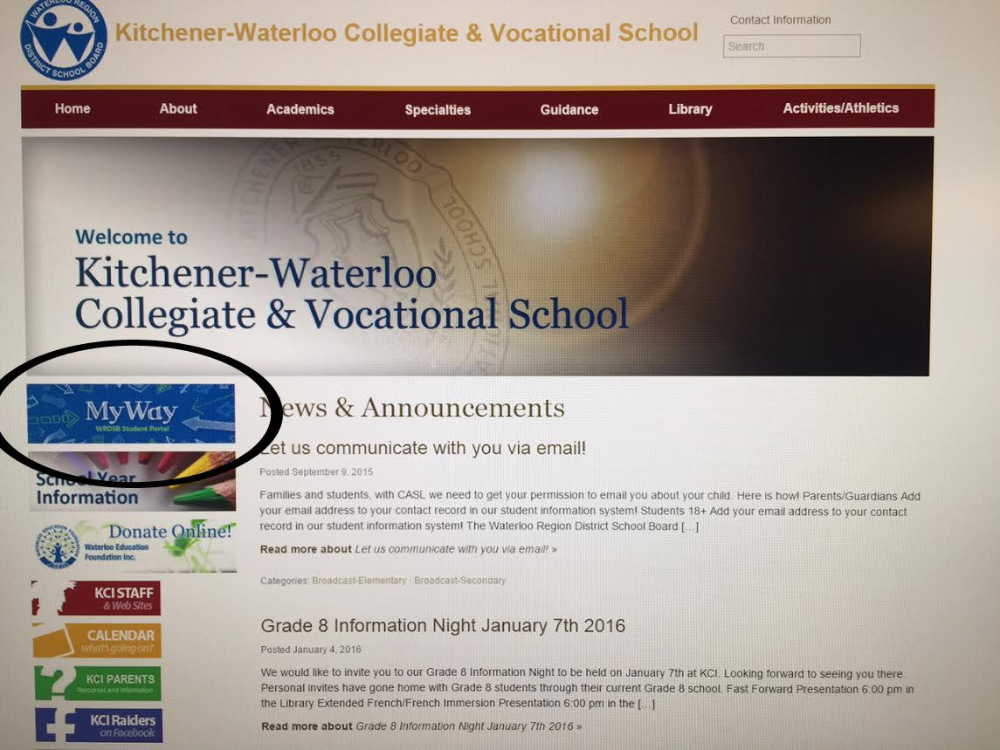 WATERLOO REGION
DISTRICT SCHOOL BOARD
Kitchener-Waterloo Collegiate & Vocational School
Contact Information
Search
Home About Academics Specialties Guidance Library Activities/Athletics
KITCHENER WATERLOO
SCHOOL
1855
Welcome to
Kitchener-Waterloo
Collegiate & Vocational School
MyWay
WRDSB Student Portal
School Year
Information
Donate Online!
Waterloo Education
Foundation Inc.
KCI STAFF
& Web Sites
CALENDAR
what's going on?
KCI PARENTS
Resources and Information
KCI Raiders
on Facebook
News & Announcements
Let us communicate with you via email!
Posted September 9, 2015
Families and students, with CASL we need to get your permission to email you about your child. Here is how! Parents/Guardians Add
your email address to your contact record in our student information system! Students 18+ Add your email address to your contact
record in our student information system! The Waterloo Region District School Board [...]
Read more about Let us communicate with you via email! »
Categories: Broadcast-Elementary · Broadcast-Secondary
Grade 8 Information Night January 7th 2016
Posted January 4, 2016
We would like to invite you to our Grade 8 Information Night to be held on January 7th at KCI. Looking forward to seeing you there.
Personal invites have gone home with Grade 8 students through their current Grade 8 school. Fast Forward Presentation 6:00 pm in
the Library Extended French/French Immersion Presentation 6:00 pm in the [...]
Read more about Grade 8 Information Night January 7th 2016 »